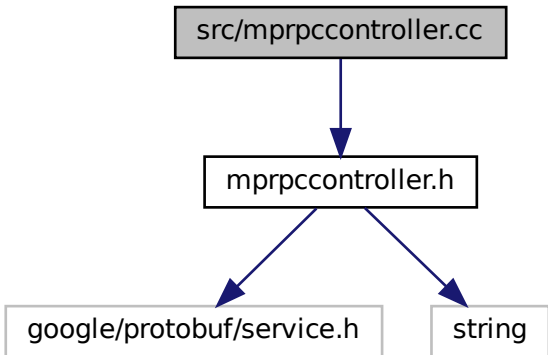 src/mprpccontroller.cc
mprpccontroller.h
google/protobuf/service.h
string